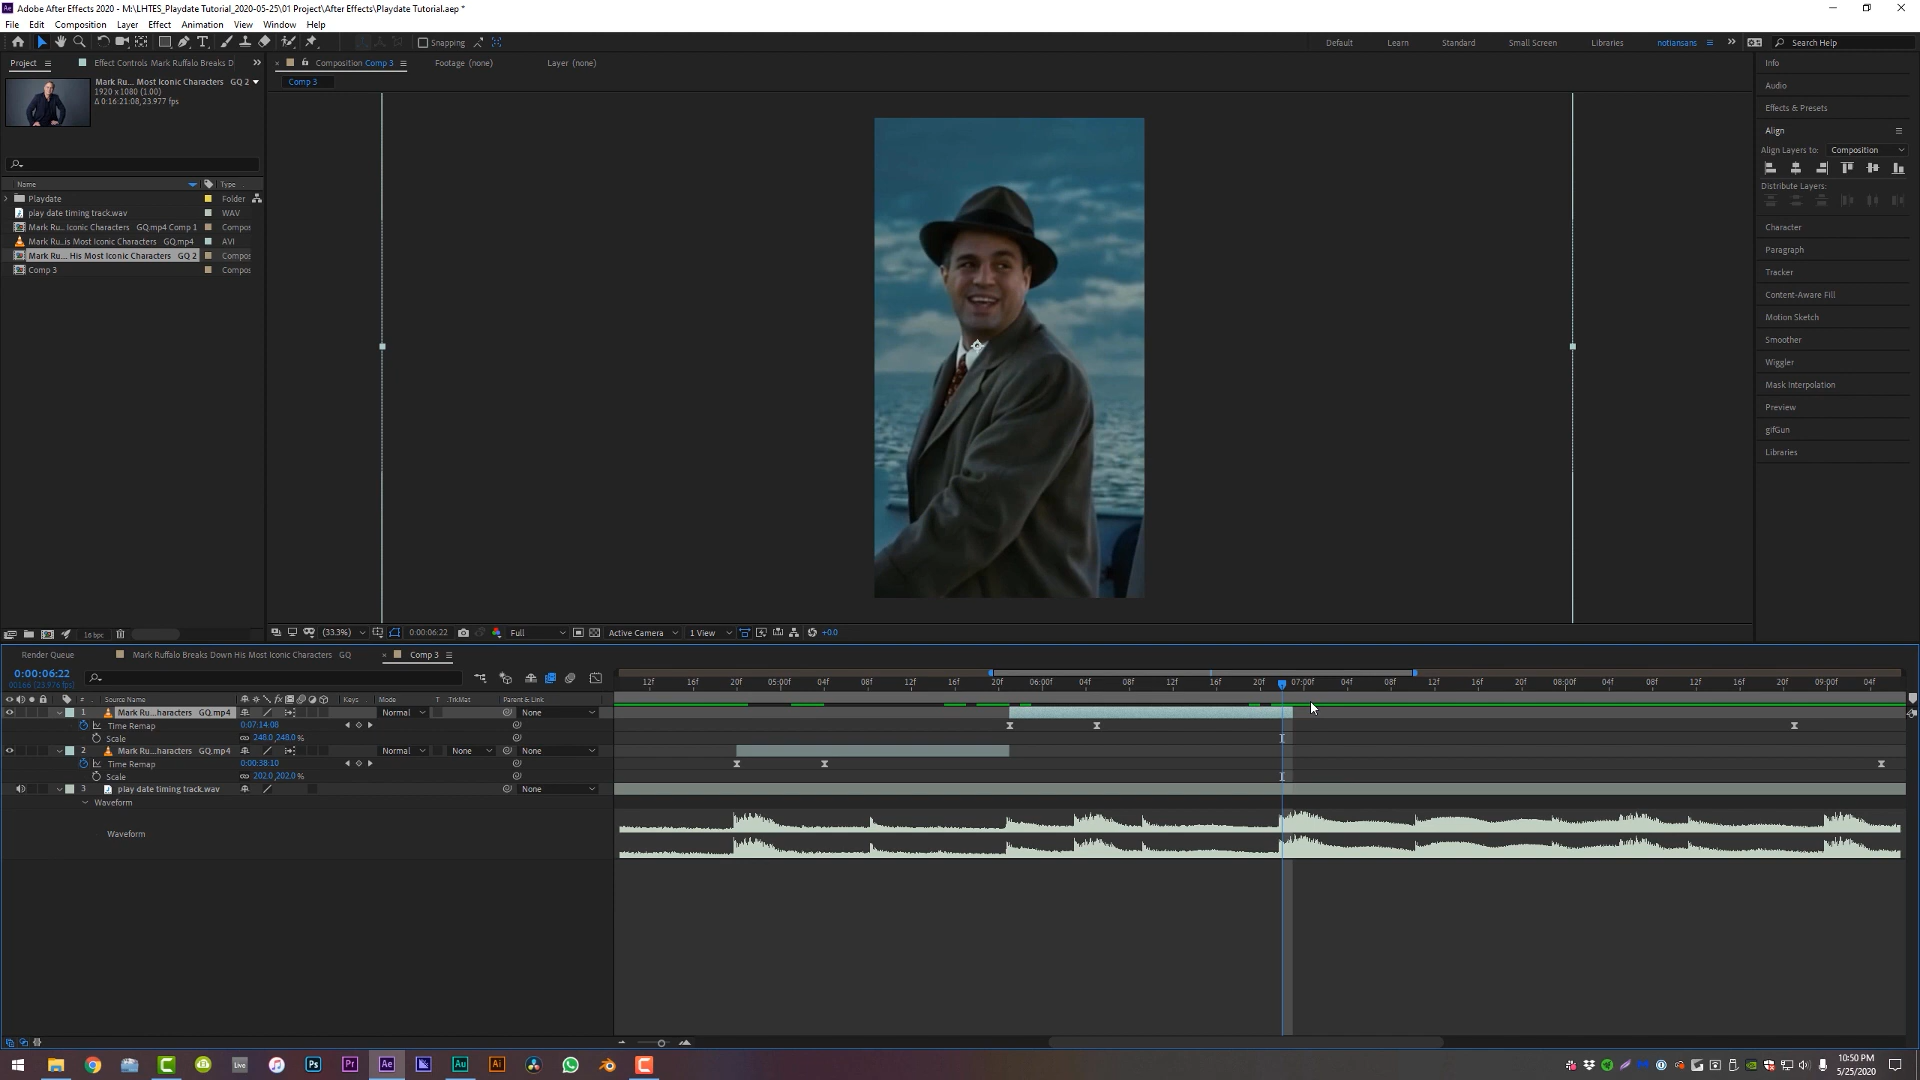 Adobe After Effects 2020 - M:\LHTES_Playdate Tutorial_2020-05-25\01 Project\After Effects\Playdate Tutorial.aep *
File Edit Composition Layer Effect Animation View Window Help
Snapping
Default Learn Standard Small Screen Libraries notiansans Search Help
Project Effect Controls Mark Ruffalo Breaks D
Composition Comp 3 Footage (none) Layer (none)
Info
Mark Ru... Most Iconic Characters GQ 2
1920 x 1080 (1.00)
Δ 0:16:21:08, 23.977 fps
Comp 3
Audio
Effects & Presets
Align
Align Layers to: Composition
Distribute Layers:
Character
Paragraph
Tracker
Content-Aware Fill
Motion Sketch
Smoother
Wiggler
Mask Interpolation
Preview
gifGun
Libraries
Name Type
Playdate Folder
play date timing track.wav WAV
Mark Ru... Iconic Characters GQ.mp4 Comp 1 Compos
Mark Ru...is Most Iconic Characters GQ.mp4 AVI
Mark Ru... His Most Iconic Characters GQ 2 Compos
Comp 3 Compos
16 bpc
(33.3%) 0:00:06:22 Full Active Camera 1 View +0.0
Render Queue Mark Ruffalo Breaks Down His Most Iconic Characters GQ Comp 3
0:00:06:22
00166 (23.976 fps)
12f 16f 20f 05:00f 04f 08f 12f 16f 20f 06:00f 04f 08f 12f 16f 20f 07:00f 04f 08f 12f 16f 20f 08:00f 04f 08f 12f 16f 20f 09:00f 04f
# Source Name Keys Mode T .TrkMat Parent & Link
1 Mark Ru...haracters GQ.mp4 Normal None
Time Remap 0:07:14:08
Scale 248.0,248.0%
2 Mark Ru...haracters GQ.mp4 Normal None None
Time Remap 0:00:38:10
Scale 202.0,202.0%
3 play date timing track.wav None
Waveform
Waveform
Live Ps Pr Ae Au Ai
10:50 PM
5/25/2020